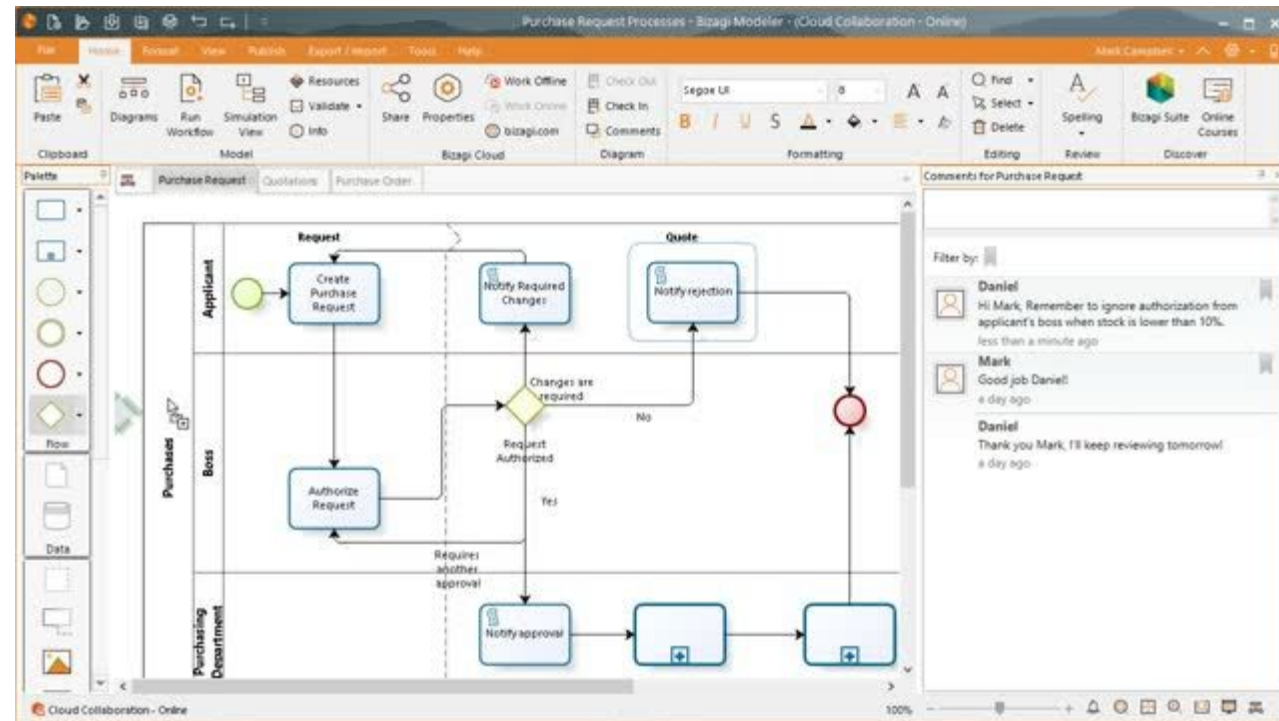 Purchase Request Processes - Bizagi Modeler - (Cloud Collaboration - Online)
File Home Format View Publish Export / Import Tools Help
Mark Campbell
Paste
Clipboard
Diagrams
Run Workflow
Simulation View
Resources
Validate
Info
Model
Share
Properties
Work Offline
Work Online
bizagi.com
Bizagi Cloud
Check Out
Check In
Comments
Diagram
Segoe UI 8
A A
B I U S A
Formatting
Find
Select
Delete
Editing
A
Spelling
Review
Bizagi Suite
Online Courses
Discover
Palette
Flow
Data
Purchase Request Quotations Purchase Order
Purchases
Applicant
Boss
Purchasing
Department
Request
Quote
Create
Purchase
Request
Notify Required
Changes
Notify rejection
Changes are
required
No
Request
Authorized
Authorize
Request
Yes
Requires
another
approval
Notify approval
Comments for Purchase Request
Filter by:
Daniel
Hi Mark, Remember to ignore authorization from
applicant's boss when stock is lower than 10%.
less than a minute ago
Mark
Good job Daniel!
a day ago
Daniel
Thank you Mark, I'll keep reviewing tomorrow!
a day ago
Cloud Collaboration - Online
100%